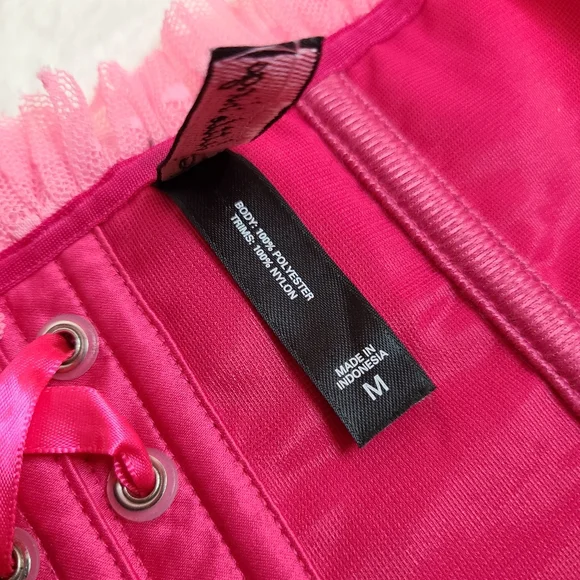 BODY: 100% POLYESTER
TRIMS: 100% NYLON
MADE IN
INDONESIA
M